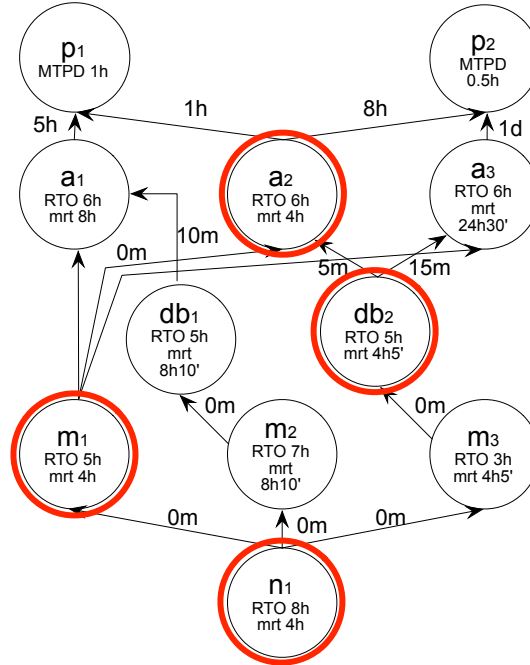 p1
MTPD 1h
p2
MTPD
0.5h
1h
8h
5h
1d
a1
RTO 6h
mrt 8h
a2
RTO 6h
mrt 4h
a3
RTO 6h
mrt
24h30'
0m
10m
5m
15m
db1
RTO 5h
mrt
8h10'
db2
RTO 5h
mrt 4h5'
0m
0m
m1
RTO 5h
mrt 4h
m2
RTO 7h
mrt
8h10'
m3
RTO 3h
mrt 4h5'
0m
0m
0m
n1
RTO 8h
mrt 4h